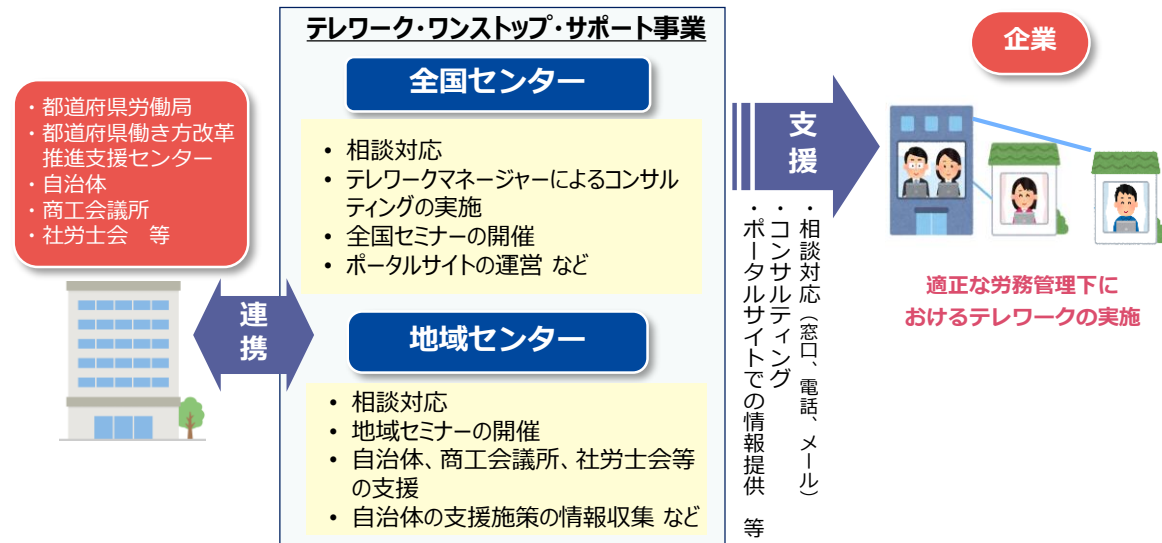 テレワーク・ワンストップ・サポート事業
全国センター
・ 相談対応
・ テレワークマネージャーによるコンサル
ティングの実施
・ 全国セミナーの開催
・ ポータルサイトの運営 など
地域センター
・ 相談対応
・ 地域セミナーの開催
・ 自治体、商工会議所、社労士会等
の支援
・ 自治体の支援施策の情報収集 など
・都道府県労働局
・都道府県働き方改革
推進支援センター
・自治体
・商工会議所
・社労士会 等
連
携
支
援
・相談対応（窓口、電話、メール）
・コンサルティング
・ポータルサイトでの情報提供 等
企業
適正な労務管理下に
おけるテレワークの実施